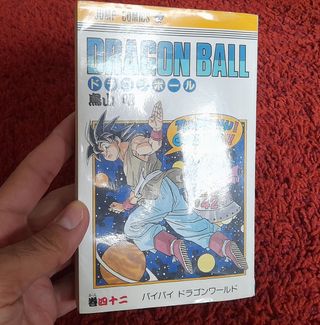 JUMP COMICS
DRAGON BALL
ドラゴンボール
鳥山
42
巻四十二
バイバイ ドラゴンワールド